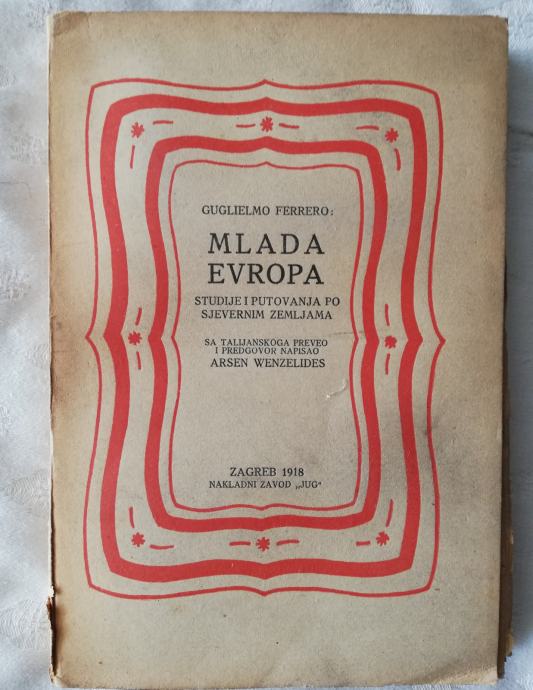 GUGLIELMO FERRERO:
MLADA
EVROPA
STUDIJE I PUTOVANJA PO
SJEVERNIM ZEMLJAMA
SA TALIJANSKOGA PREVEO
I PREDGOVOR NAPISAO
ARSEN WENZELIDES
ZAGREB 1918
NAKLADNI ZAVOD „JUG“